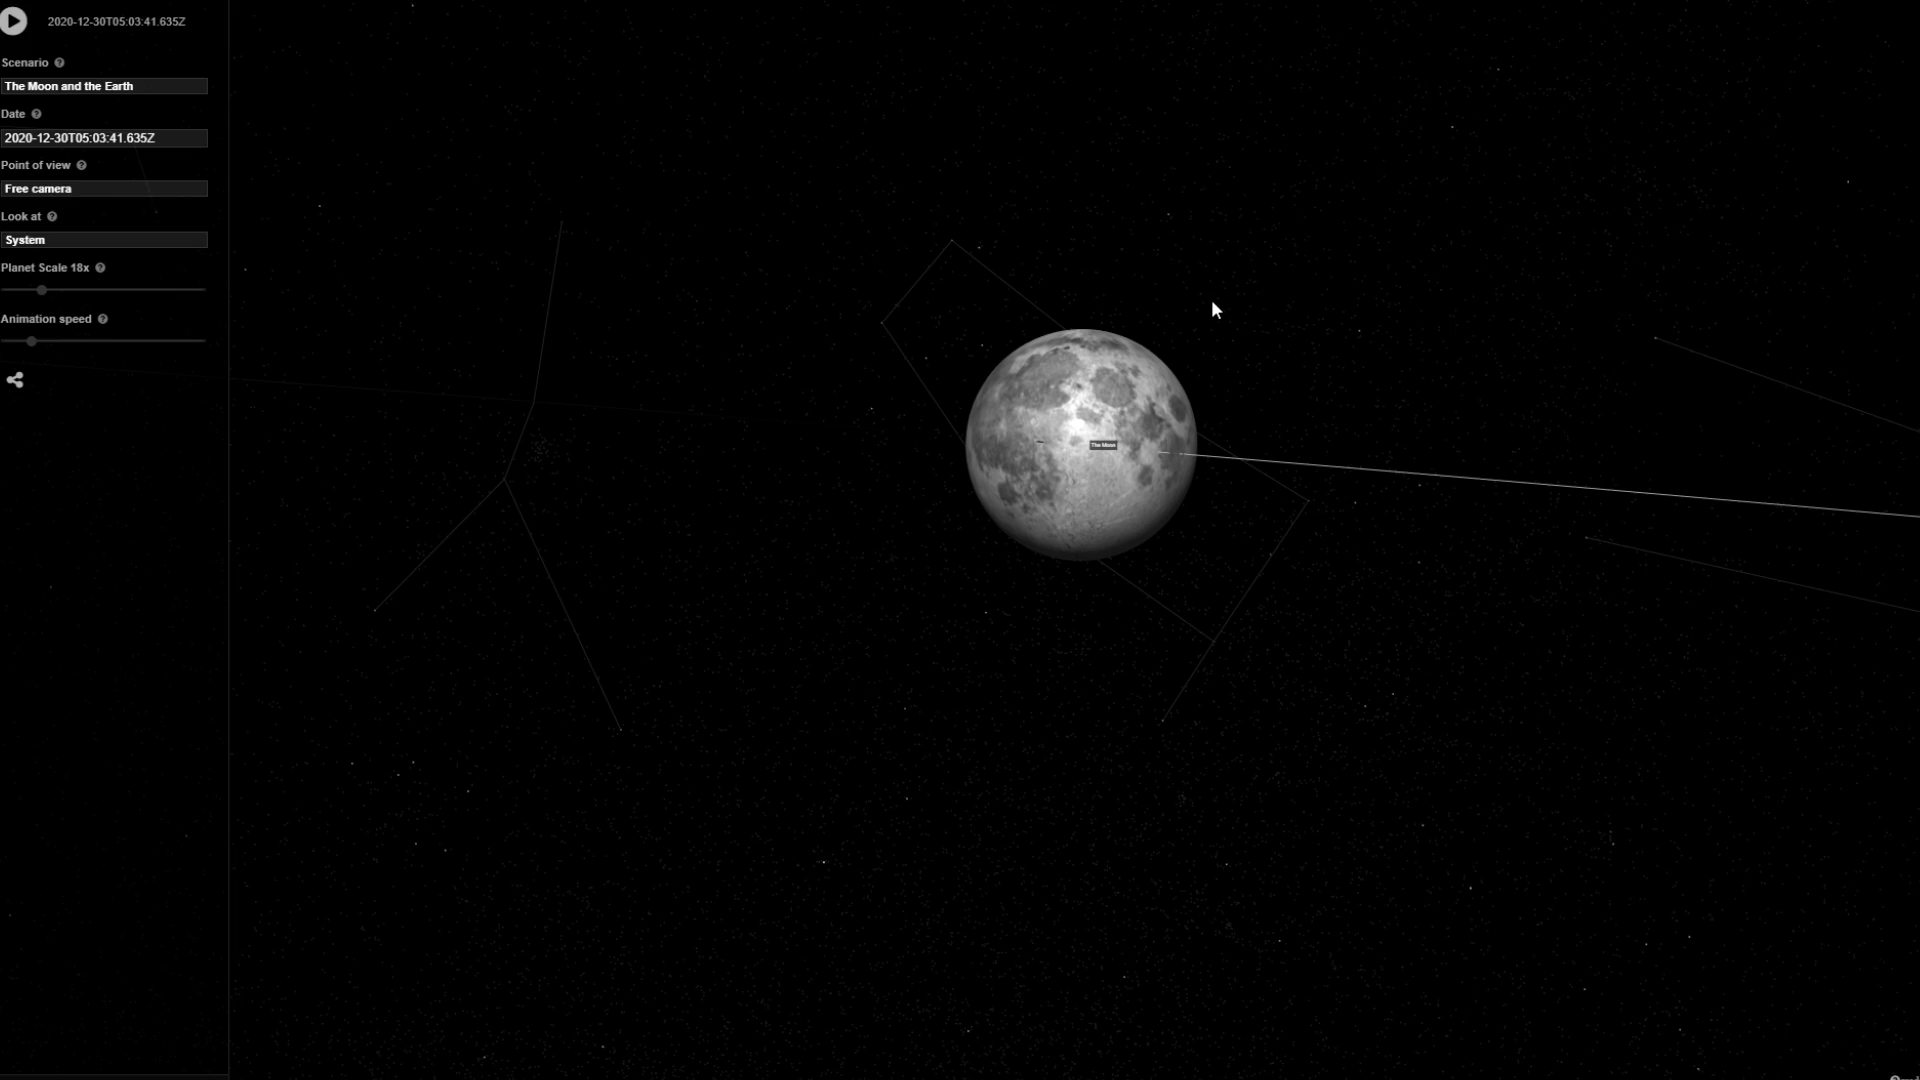 2020-12-30T05:03:41.635Z
Scenario
The Moon and the Earth
Date
2020-12-30T05:03:41.635Z
Point of view
Free camera
Look at
System
Planet Scale 18x
Animation speed
The Moon